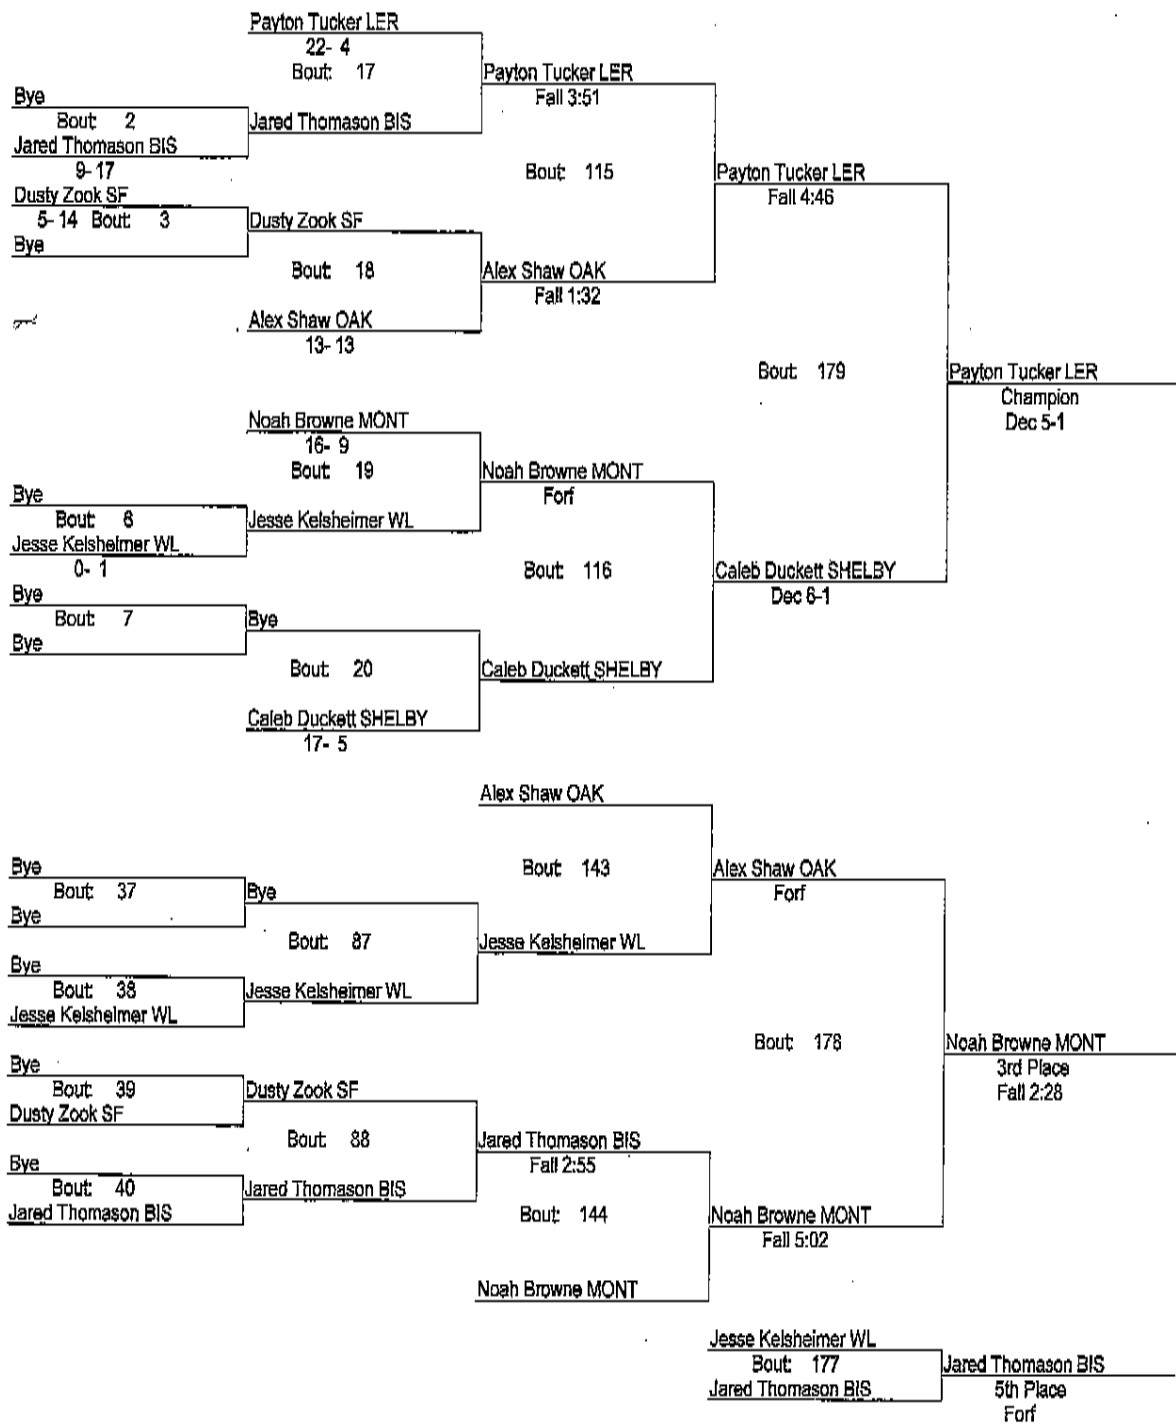 Payton Tucker LER
22- 4
Bout: 17
Payton Tucker LER
Fall 3:51
Bye
Bout: 2
Jared Thomason BIS
Jared Thomason BIS
9- 17
Bout: 115
Payton Tucker LER
Fall 4:46
Dusty Zook SF
5- 14 Bout: 3
Dusty Zook SF
Bye
Bout: 18
Alex Shaw OAK
Fall 1:32
Alex Shaw OAK
13- 13
Bout: 179
Payton Tucker LER
Champion
Dec 5-1
Noah Browne MONT
16- 9
Bout: 19
Noah Browne MONT
Forf
Bye
Bout: 6
Jesse Kelsheimer WL
Jesse Kelsheimer WL
0- 1
Bout: 116
Caleb Duckett SHELBY
Dec 6-1
Bye
Bout: 7
Bye
Bye
Bout: 20
Caleb Duckett SHELBY
Caleb Duckett SHELBY
17- 5
Alex Shaw OAK
Bout: 143
Alex Shaw OAK
Forf
Bye
Bout: 37
Bye
Bye
Bout: 87
Jesse Kelsheimer WL
Bye
Bout: 38
Jesse Kelsheimer WL
Jesse Kelsheimer WL
Bout: 178
Noah Browne MONT
3rd Place
Fall 2:28
Bye
Bout: 39
Dusty Zook SF
Dusty Zook SF
Bout: 88
Jared Thomason BIS
Fall 2:55
Bye
Bout: 40
Jared Thomason BIS
Jared Thomason BIS
Bout: 144
Noah Browne MONT
Fall 5:02
Noah Browne MONT
Jesse Kelsheimer WL
Bout: 177
Jared Thomason BIS
Jared Thomason BIS
5th Place
Forf